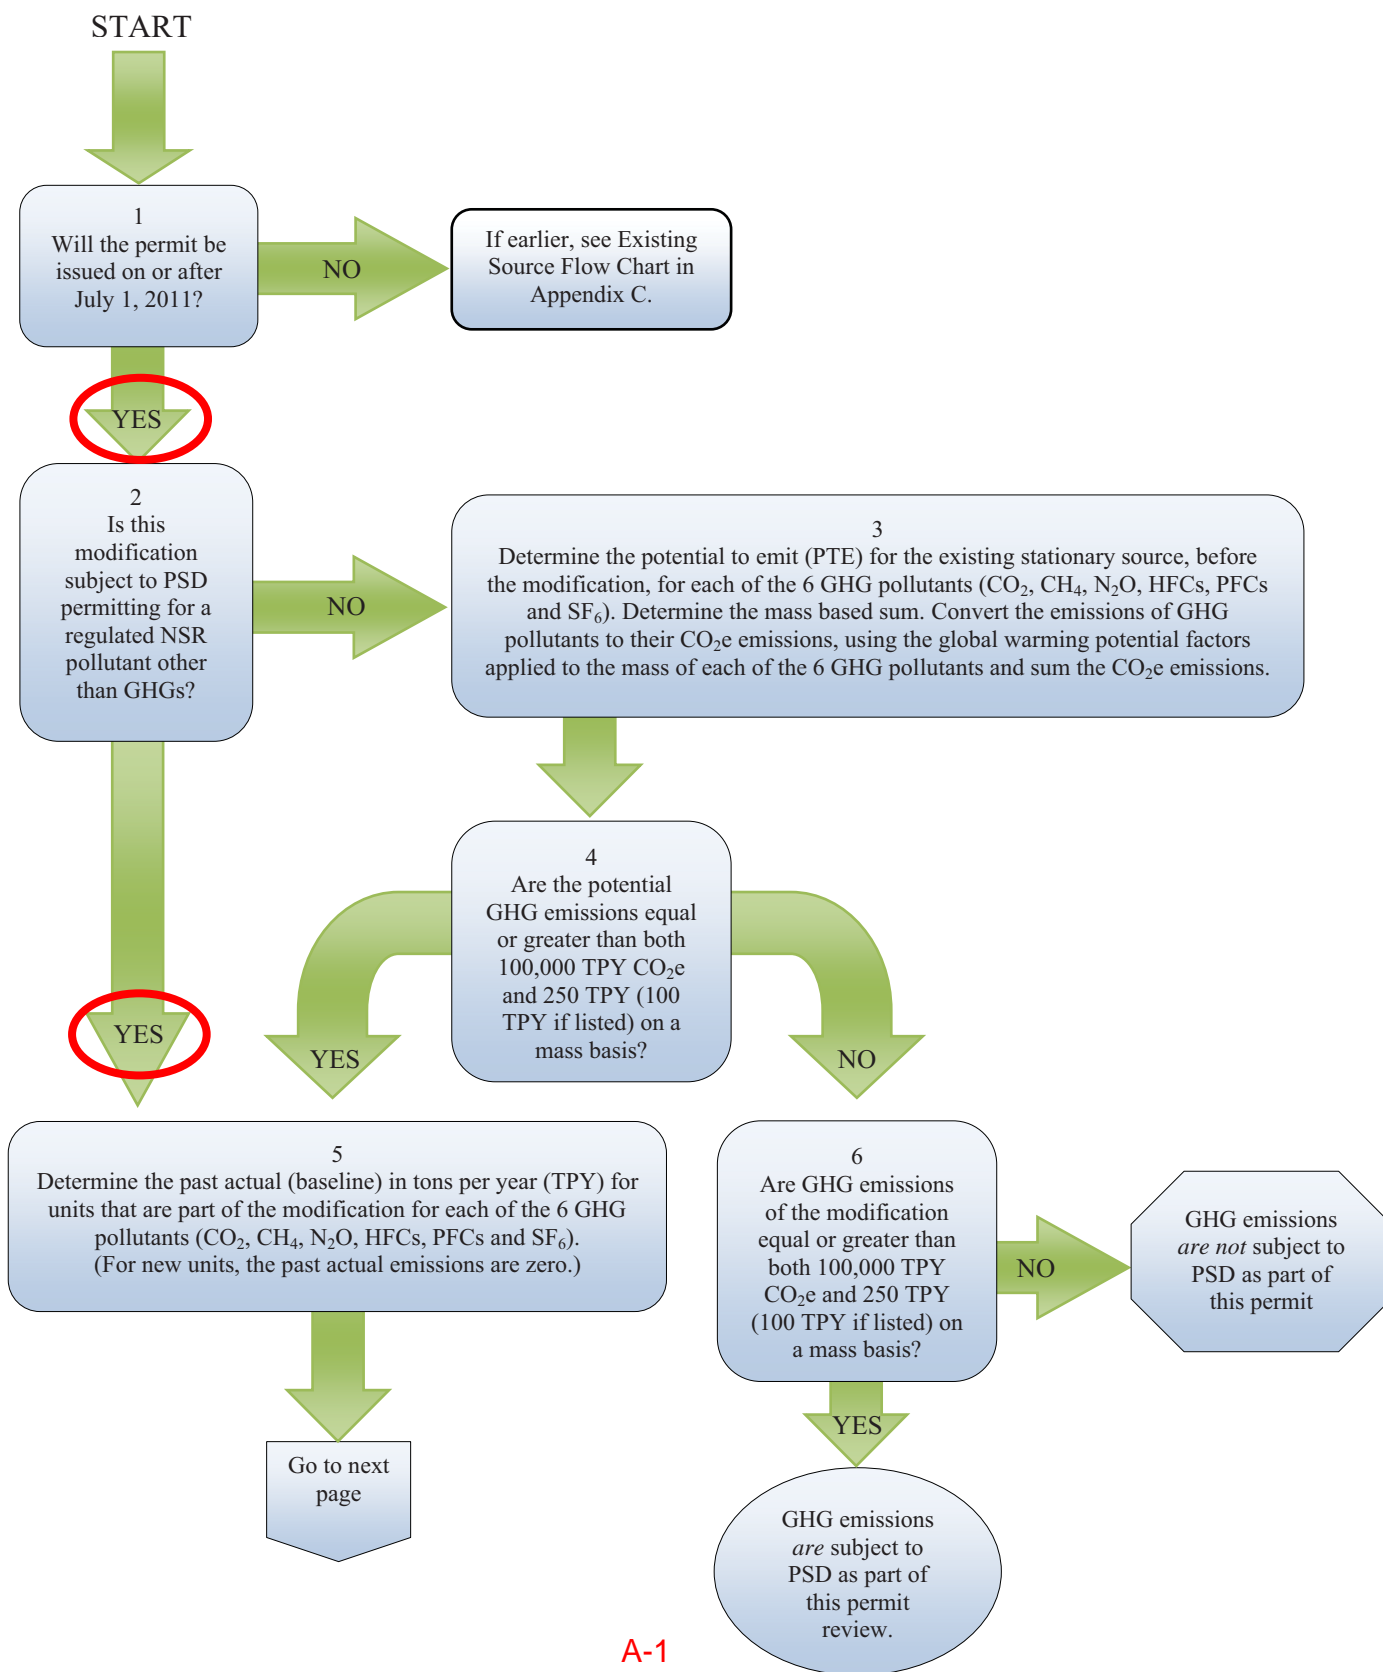 START
1
Will the permit be
issued on or after
July 1, 2011?
NO
If earlier, see Existing
Source Flow Chart in
Appendix C.
YES
2
Is this
modification
subject to PSD
permitting for a
regulated NSR
pollutant other
than GHGs?
NO
3
Determine the potential to emit (PTE) for the existing stationary source, before
the modification, for each of the 6 GHG pollutants (CO₂, CH₄, N₂O, HFCs, PFCs
and SF₆). Determine the mass based sum. Convert the emissions of GHG
pollutants to their CO₂e emissions, using the global warming potential factors
applied to the mass of each of the 6 GHG pollutants and sum the CO₂e emissions.
4
Are the potential
GHG emissions equal
or greater than both
100,000 TPY CO₂e
and 250 TPY (100
TPY if listed) on a
mass basis?
YES
YES
NO
5
Determine the past actual (baseline) in tons per year (TPY) for
units that are part of the modification for each of the 6 GHG
pollutants (CO₂, CH₄, N₂O, HFCs, PFCs and SF₆).
(For new units, the past actual emissions are zero.)
6
Are GHG emissions
of the modification
equal or greater than
both 100,000 TPY
CO₂e and 250 TPY
(100 TPY if listed) on
a mass basis?
NO
GHG emissions
are not subject to
PSD as part of
this permit
YES
Go to next
page
GHG emissions
are subject to
PSD as part of
this permit
review.
A-1